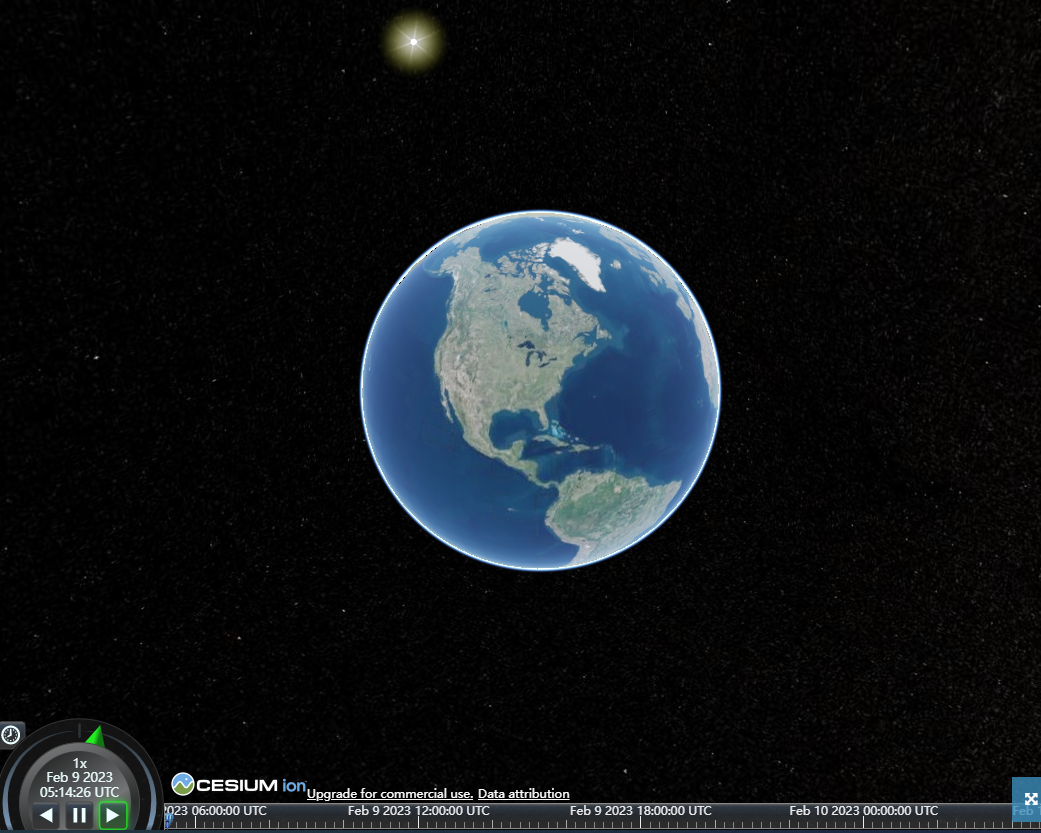 1x
Feb 9 2023
05:14:26 UTC
CESIUM ion
Upgrade for commercial use. Data attribution
023 06:00:00 UTC Feb 9 2023 12:00:00 UTC Feb 9 2023 18:00:00 UTC Feb 10 2023 00:00:00 UTC Feb